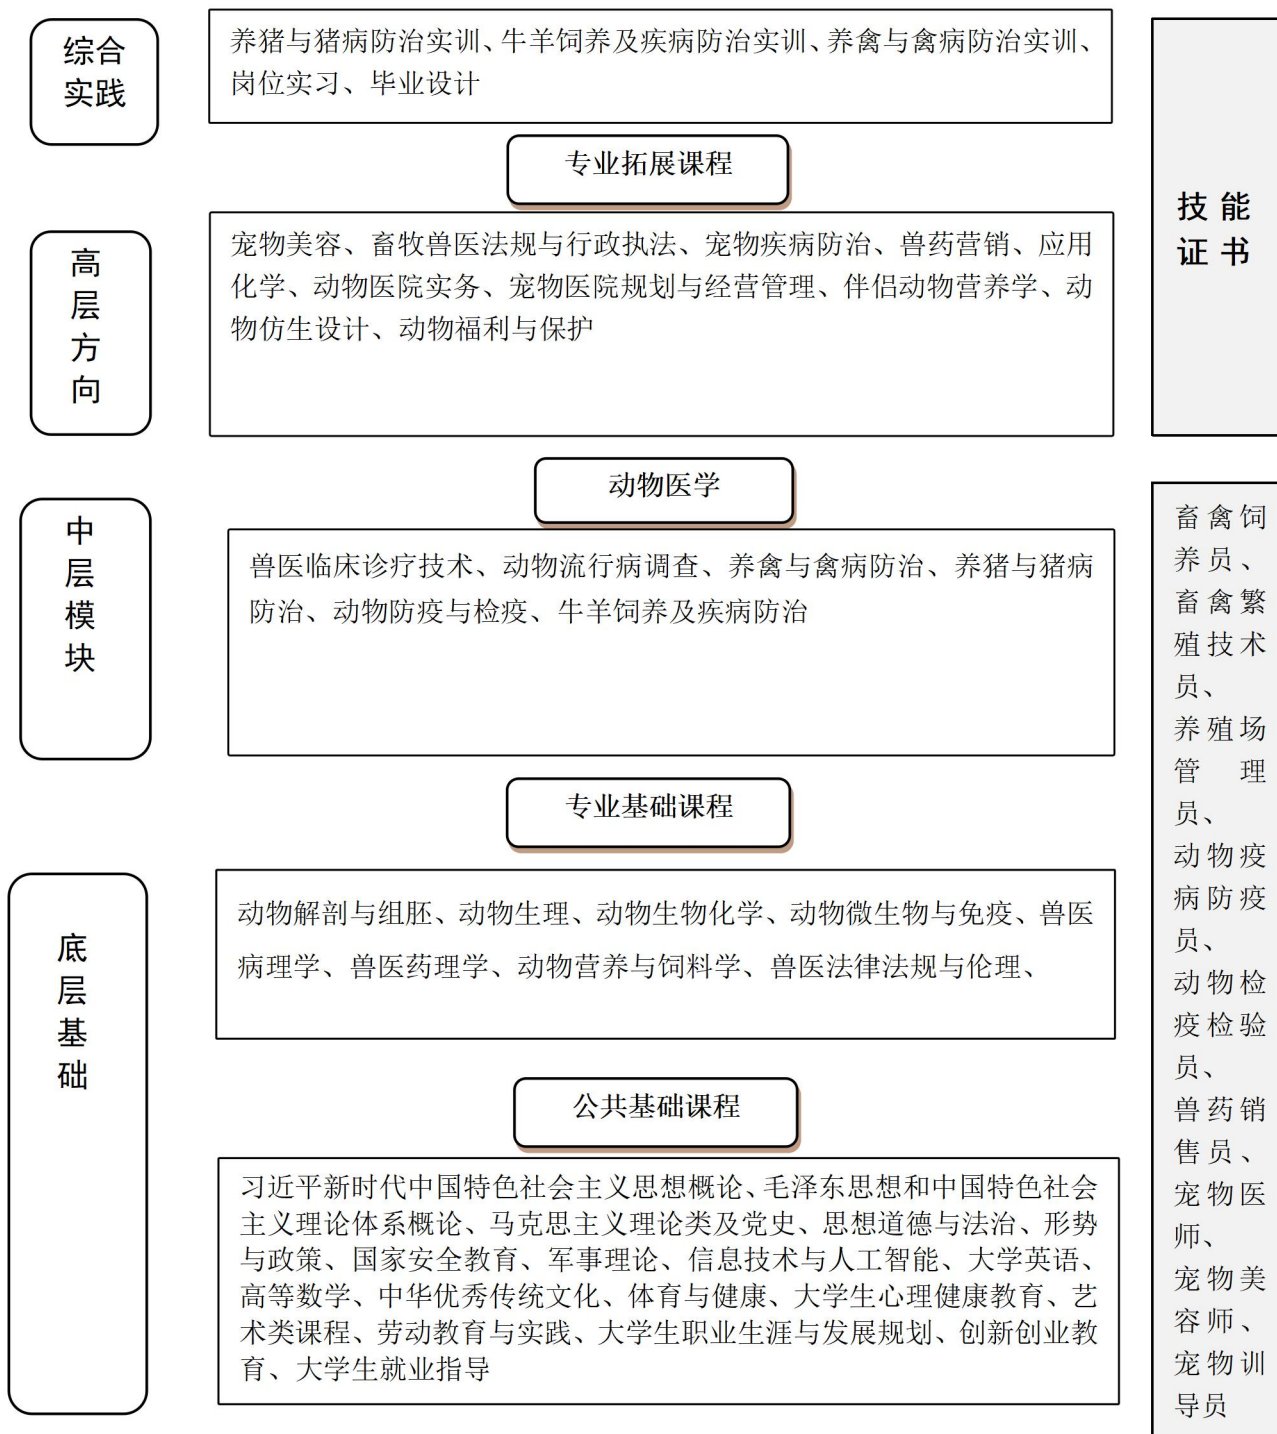 综合
实践
养猪与猪病防治实训、牛羊饲养及疾病防治实训、养禽与禽病防治实训、
岗位实习、毕业设计
专业拓展课程
高
层
方
向
宠物美容、畜牧兽医法规与行政执法、宠物疾病防治、兽药营销、应用
化学、动物医院实务、宠物医院规划与经营管理、伴侣动物营养学、动
物仿生设计、动物福利与保护
动物医学
中
层
模
块
兽医临床诊疗技术、动物流行病调查、养禽与禽病防治、养猪与猪病
防治、动物防疫与检疫、牛羊饲养及疾病防治
专业基础课程
底
层
基
础
动物解剖与组胚、动物生理、动物生物化学、动物微生物与免疫、兽医
病理学、兽医药理学、动物营养与饲料学、兽医法律法规与伦理、
公共基础课程
习近平新时代中国特色社会主义思想概论、毛泽东思想和中国特色社会
主义理论体系概论、马克思主义理论类及党史、思想道德与法治、形势
与政策、国家安全教育、军事理论、信息技术与人工智能、大学英语、
高等数学、中华优秀传统文化、体育与健康、大学生心理健康教育、艺
术类课程、劳动教育与实践、大学生职业生涯与发展规划、创新创业教
育、大学生就业指导
技能
证书
畜禽饲
养员、
畜禽繁
殖技术
员、
养殖场
管理
员、
动物疫
病防疫
员、
动物检
疫检验
员、
兽药销
售员、
宠物医
师、
宠物美
容师、
宠物训
导员